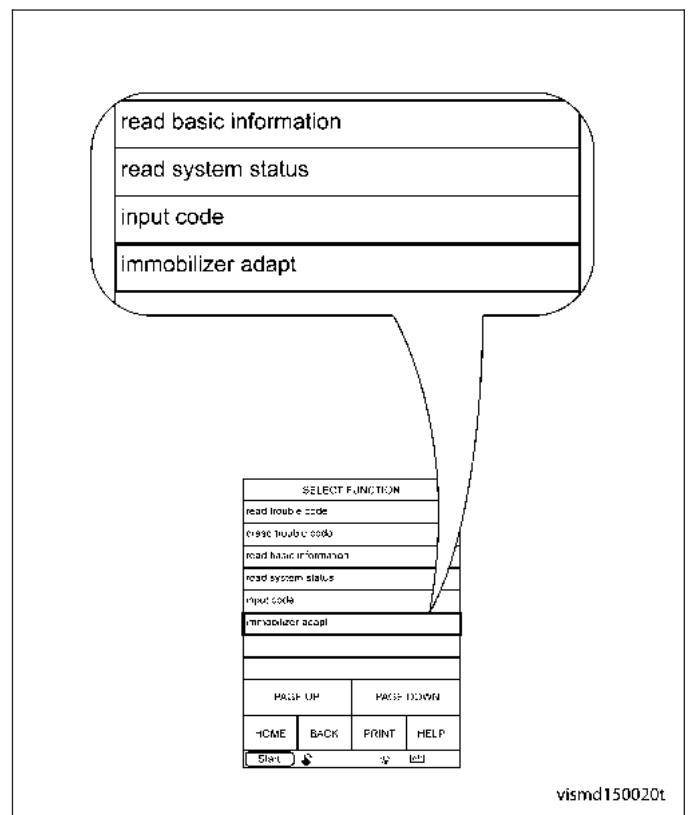 read basic information
read system status
input code
immobilizer adapt
SELECT FUNCTION
read trouble code
erase trouble code
read basic information
read system status
input code
immobilizer adapt
PAGE UP
PAGE DOWN
HOME
BACK
PRINT
HELP
Start
vismd150020t